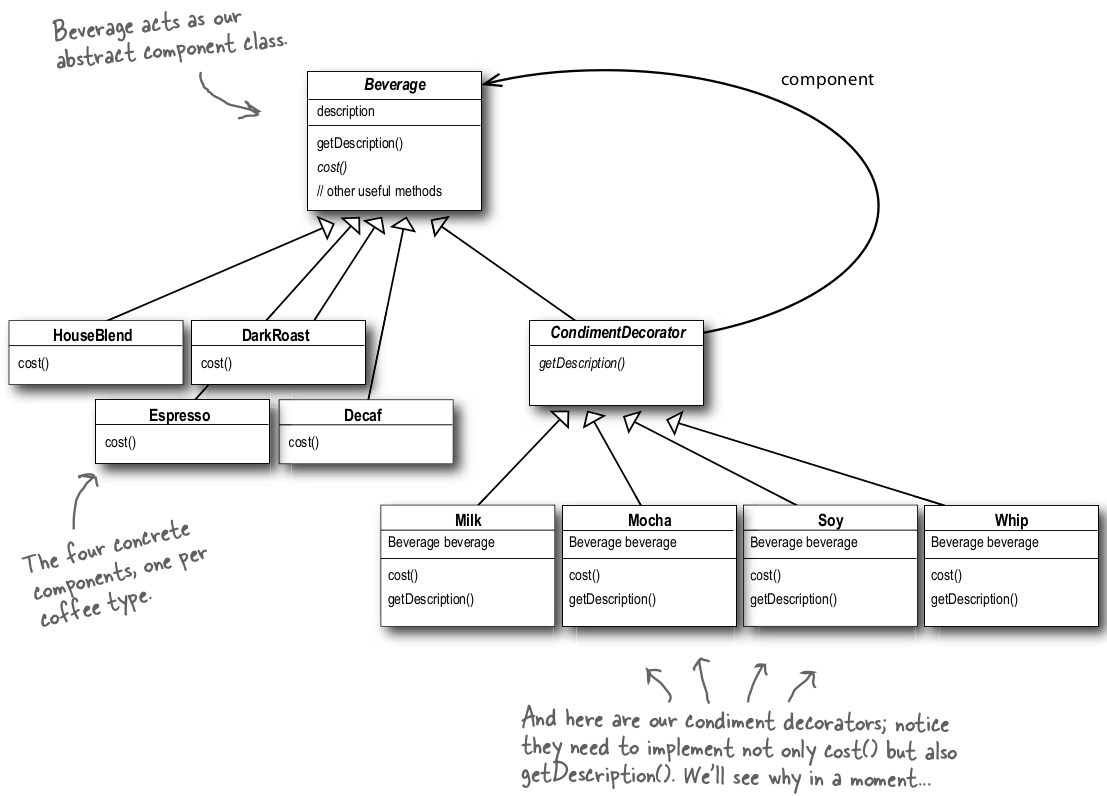 Beverage acts as our
abstract component class.
component
Beverage
description
getDescription()
cost()
// other useful methods
HouseBlend
cost()
DarkRoast
cost()
CondimentDecorator
getDescription()
Espresso
cost()
Decaf
cost()
The four concrete
components, one per
coffee type.
Milk
Beverage beverage
cost()
getDescription()
Mocha
Beverage beverage
cost()
getDescription()
Soy
Beverage beverage
cost()
getDescription()
Whip
Beverage beverage
cost()
getDescription()
And here are our condiment decorators; notice
they need to implement not only cost() but also
getDescription(). We'll see why in a moment...